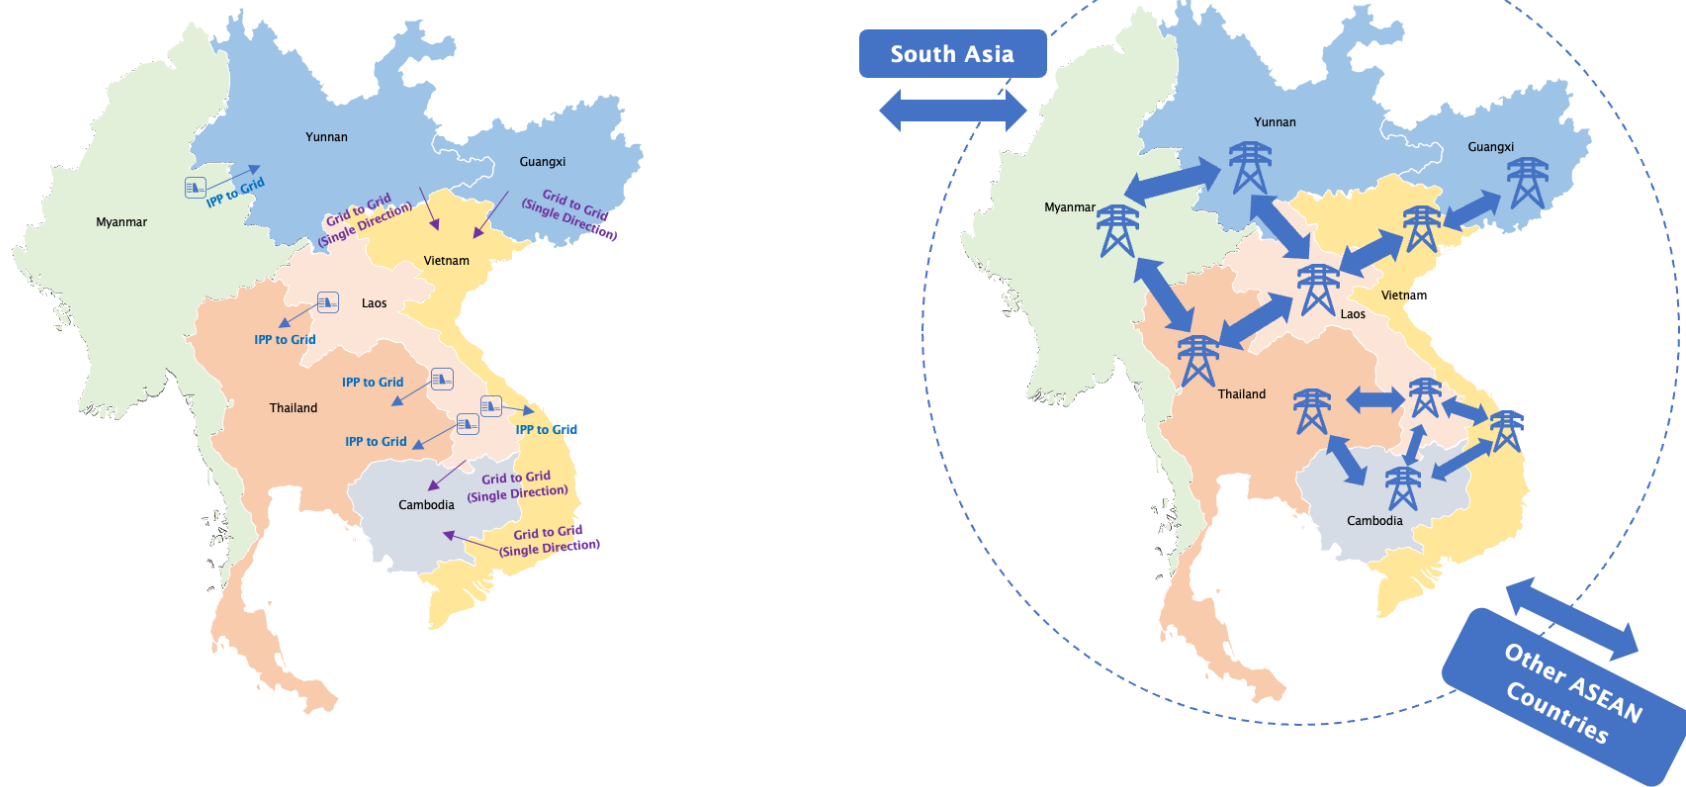 Yunnan
Guangxi
IPP to Grid
Grid to Grid
(Single Direction)
Grid to Grid
(Single Direction)
Myanmar
Vietnam
Laos
IPP to Grid
IPP to Grid
Thailand
IPP to Grid
IPP to Grid
Grid to Grid
(Single Direction)
Cambodia
Grid to Grid
(Single Direction)
South Asia
Yunnan
Guangxi
Myanmar
Vietnam
Laos
Thailand
Cambodia
Other ASEAN
Countries